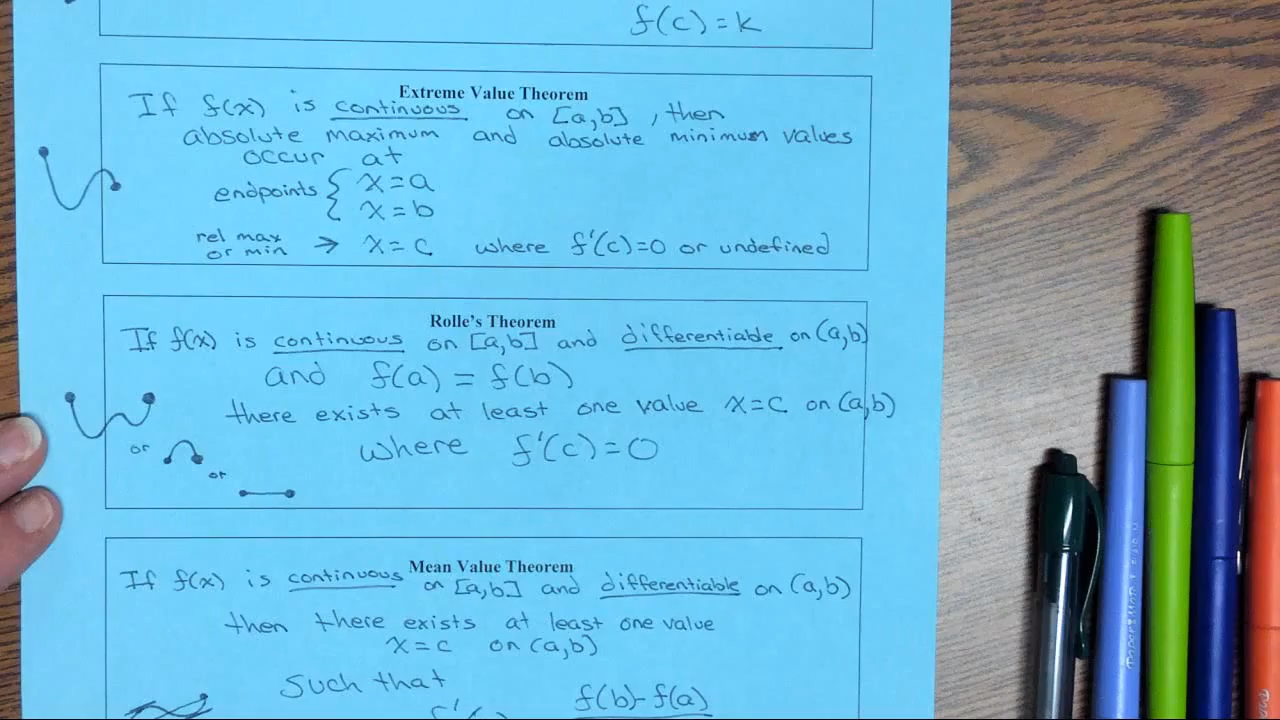 f(c) = k
Extreme Value Theorem
If f(x) is continuous on [a,b], then
absolute maximum and absolute minimum values
occur at
endpoints { x=a
x=b
rel max
or min → x=c where f'(c)=0 or undefined
Rolle's Theorem
If f(x) is continuous on [a,b] and differentiable on (a,b)
and f(a) = f(b)
there exists at least one value x=c on (a,b)
or
where f'(c)=0
or
Mean Value Theorem
If f(x) is continuous on [a,b] and differentiable on (a,b)
then there exists at least one value
x=c on (a,b)
such that
f(b)-f(a)